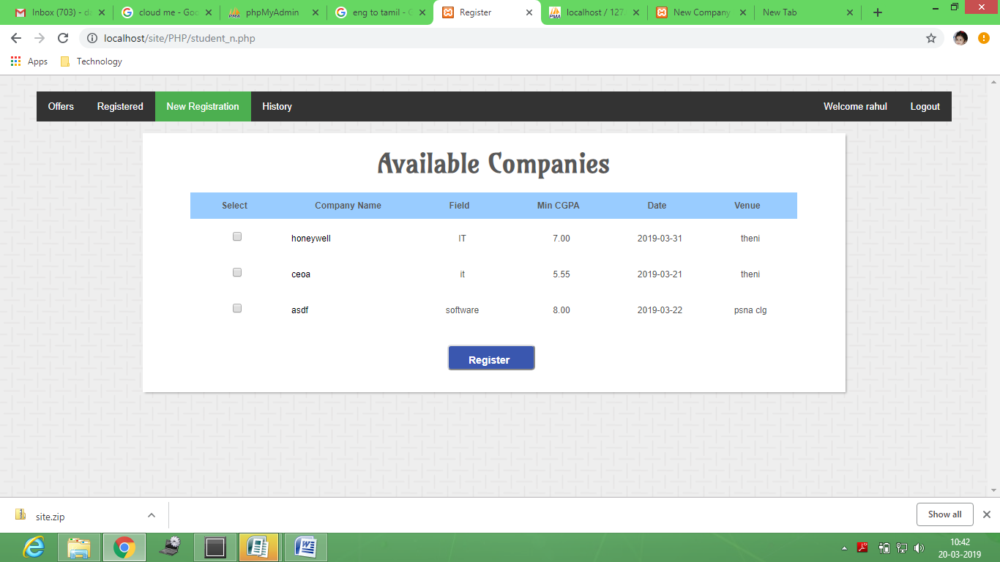 Inbox (703) - da
cloud me - Goo
phpMyAdmin
eng to tamil - G
Register
localhost / 127.
New Company
New Tab
localhost/site/PHP/student_n.php
Apps Technology
Offers Registered New Registration History Welcome rahul Logout
Available Companies
Select Company Name Field Min CGPA Date Venue
honeywell IT 7.00 2019-03-31 theni
ceoa it 5.55 2019-03-21 theni
asdf software 8.00 2019-03-22 psna clg
Register
site.zip Show all
10:42
20-03-2019